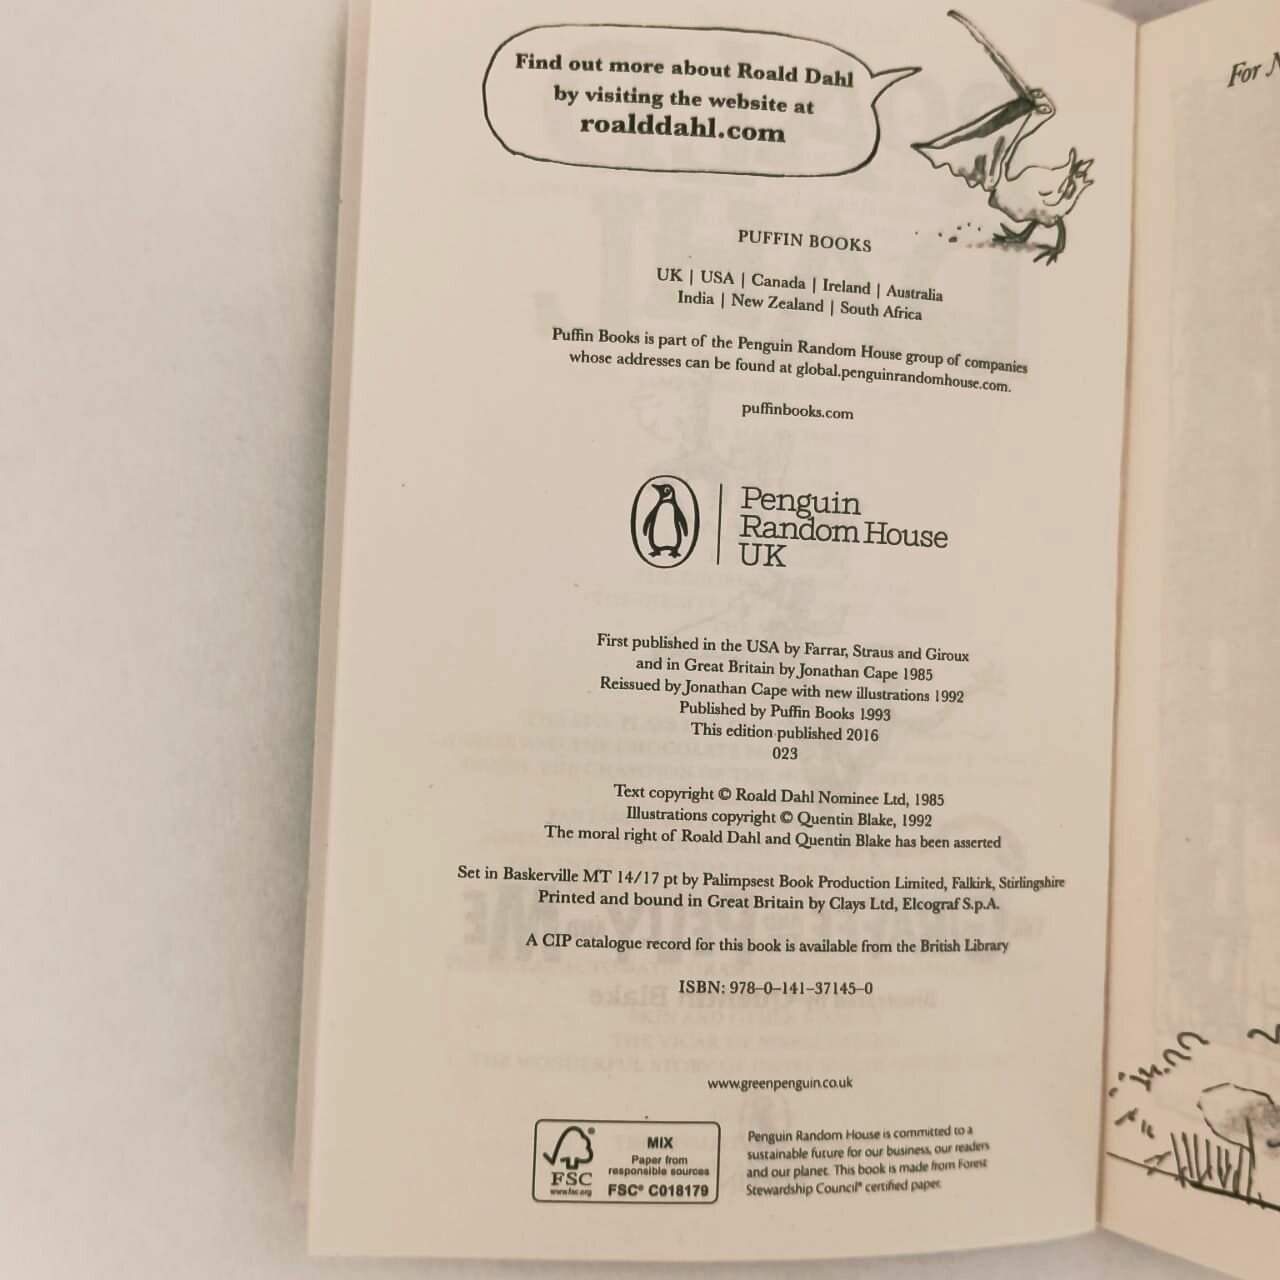 Find out more about Roald Dahl
by visiting the website at
roalddahl.com
For
PUFFIN BOOKS
UK | USA | Canada | Ireland | Australia
India | New Zealand | South Africa
Puffin Books is part of the Penguin Random House group of companies
whose addresses can be found at global.penguinrandomhouse.com.
puffinbooks.com
Penguin
Random House
UK
First published in the USA by Farrar, Straus and Giroux
and in Great Britain by Jonathan Cape 1985
Reissued by Jonathan Cape with new illustrations 1992
Published by Puffin Books 1993
This edition published 2016
023
Text copyright © Roald Dahl Nominee Ltd, 1985
Illustrations copyright © Quentin Blake, 1992
The moral right of Roald Dahl and Quentin Blake has been asserted
Set in Baskerville MT 14/17 pt by Palimpsest Book Production Limited, Falkirk, Stirlingshire
Printed and bound in Great Britain by Clays Ltd, Elcograf S.p.A.
A CIP catalogue record for this book is available from the British Library
ISBN: 978–0–141–37145–0
www.greenpenguin.co.uk
FSC
www.fsc.org
MIX
Paper from
responsible sources
FSC® C018179
Penguin Random House is committed to a
sustainable future for our business, our readers
and our planet. This book is made from Forest
Stewardship Council® certified paper.